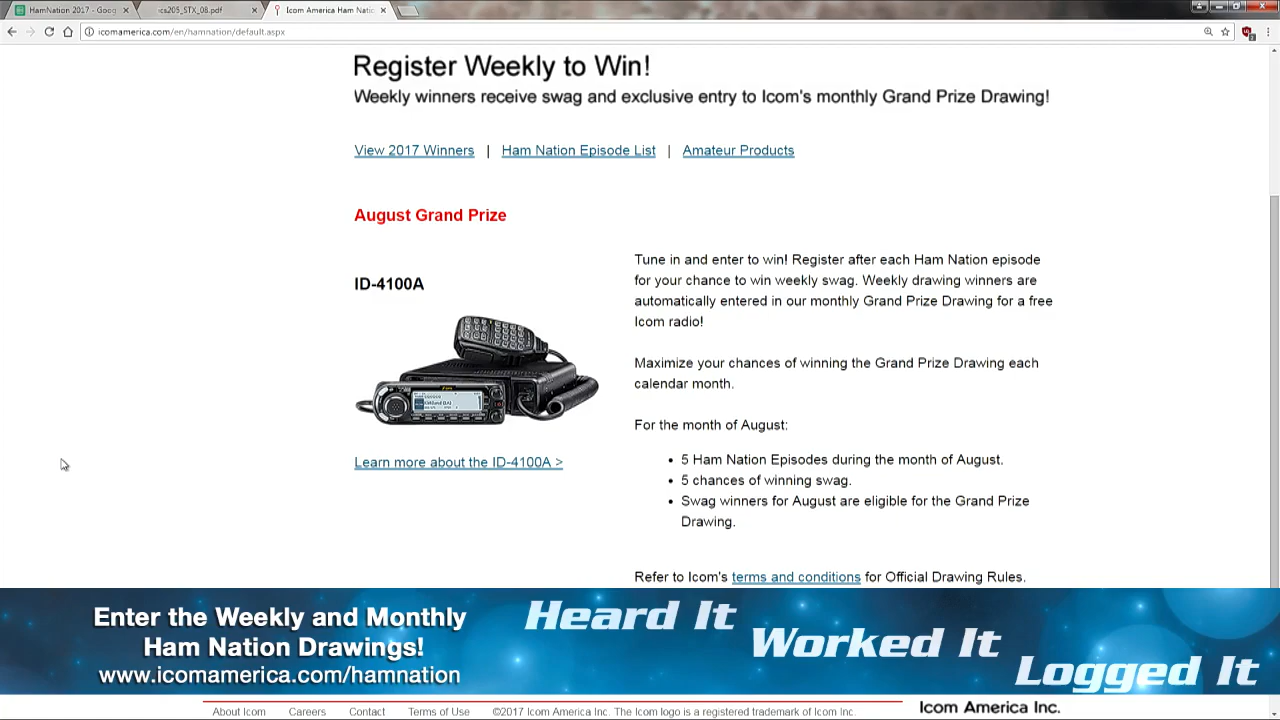 HamNation 2017 - Goog
ics205_STX_08.pdf
Icom America Ham Natio
icomamerica.com/en/hamnation/default.aspx
Register Weekly to Win!
Weekly winners receive swag and exclusive entry to Icom's monthly Grand Prize Drawing!
View 2017 Winners | Ham Nation Episode List | Amateur Products
August Grand Prize
ID-4100A
Learn more about the ID-4100A >
Tune in and enter to win! Register after each Ham Nation episode
for your chance to win weekly swag. Weekly drawing winners are
automatically entered in our monthly Grand Prize Drawing for a free
Icom radio!
Maximize your chances of winning the Grand Prize Drawing each
calendar month.
For the month of August:
• 5 Ham Nation Episodes during the month of August.
• 5 chances of winning swag.
• Swag winners for August are eligible for the Grand Prize
Drawing.
Refer to Icom's terms and conditions for Official Drawing Rules.
Enter the Weekly and Monthly
Ham Nation Drawings!
www.icomamerica.com/hamnation
Heard It
Worked It
Logged It
About Icom Careers Contact Terms of Use ©2017 Icom America Inc. The Icom logo is a registered trademark of Icom Inc.
Icom America Inc.